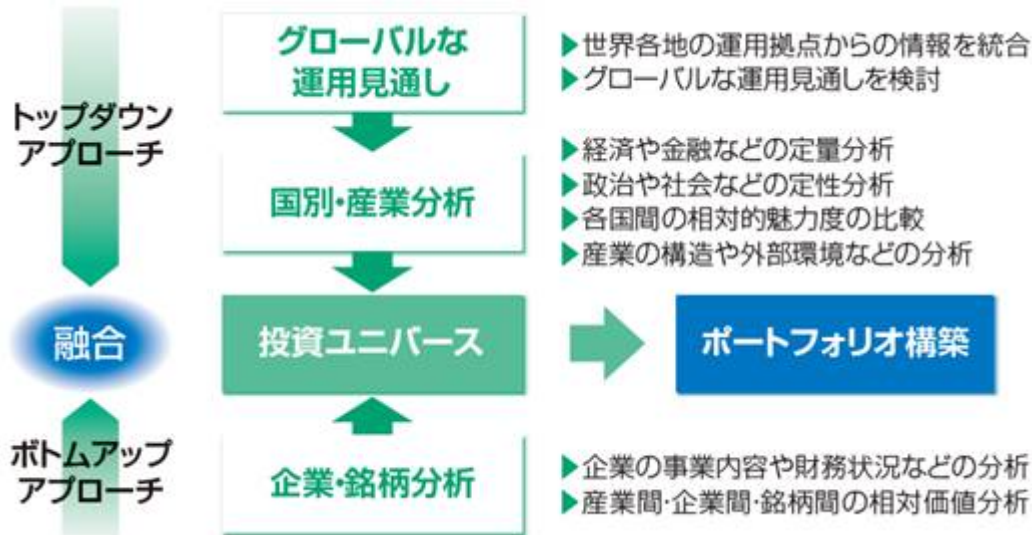 グローバルな
運用見通し
▶世界各地の運用拠点からの情報を統合
▶グローバルな運用見通しを検討
トップダウン
アプローチ
国別・産業分析
▶経済や金融などの定量分析
▶政治や社会などの定性分析
▶各国間の相対的魅力度の比較
▶産業の構造や外部環境などの分析
融合
投資ユニバース
ポートフォリオ構築
ボトムアップ
アプローチ
企業・銘柄分析
▶企業の事業内容や財務状況などの分析
▶産業間・企業間・銘柄間の相対価値分析